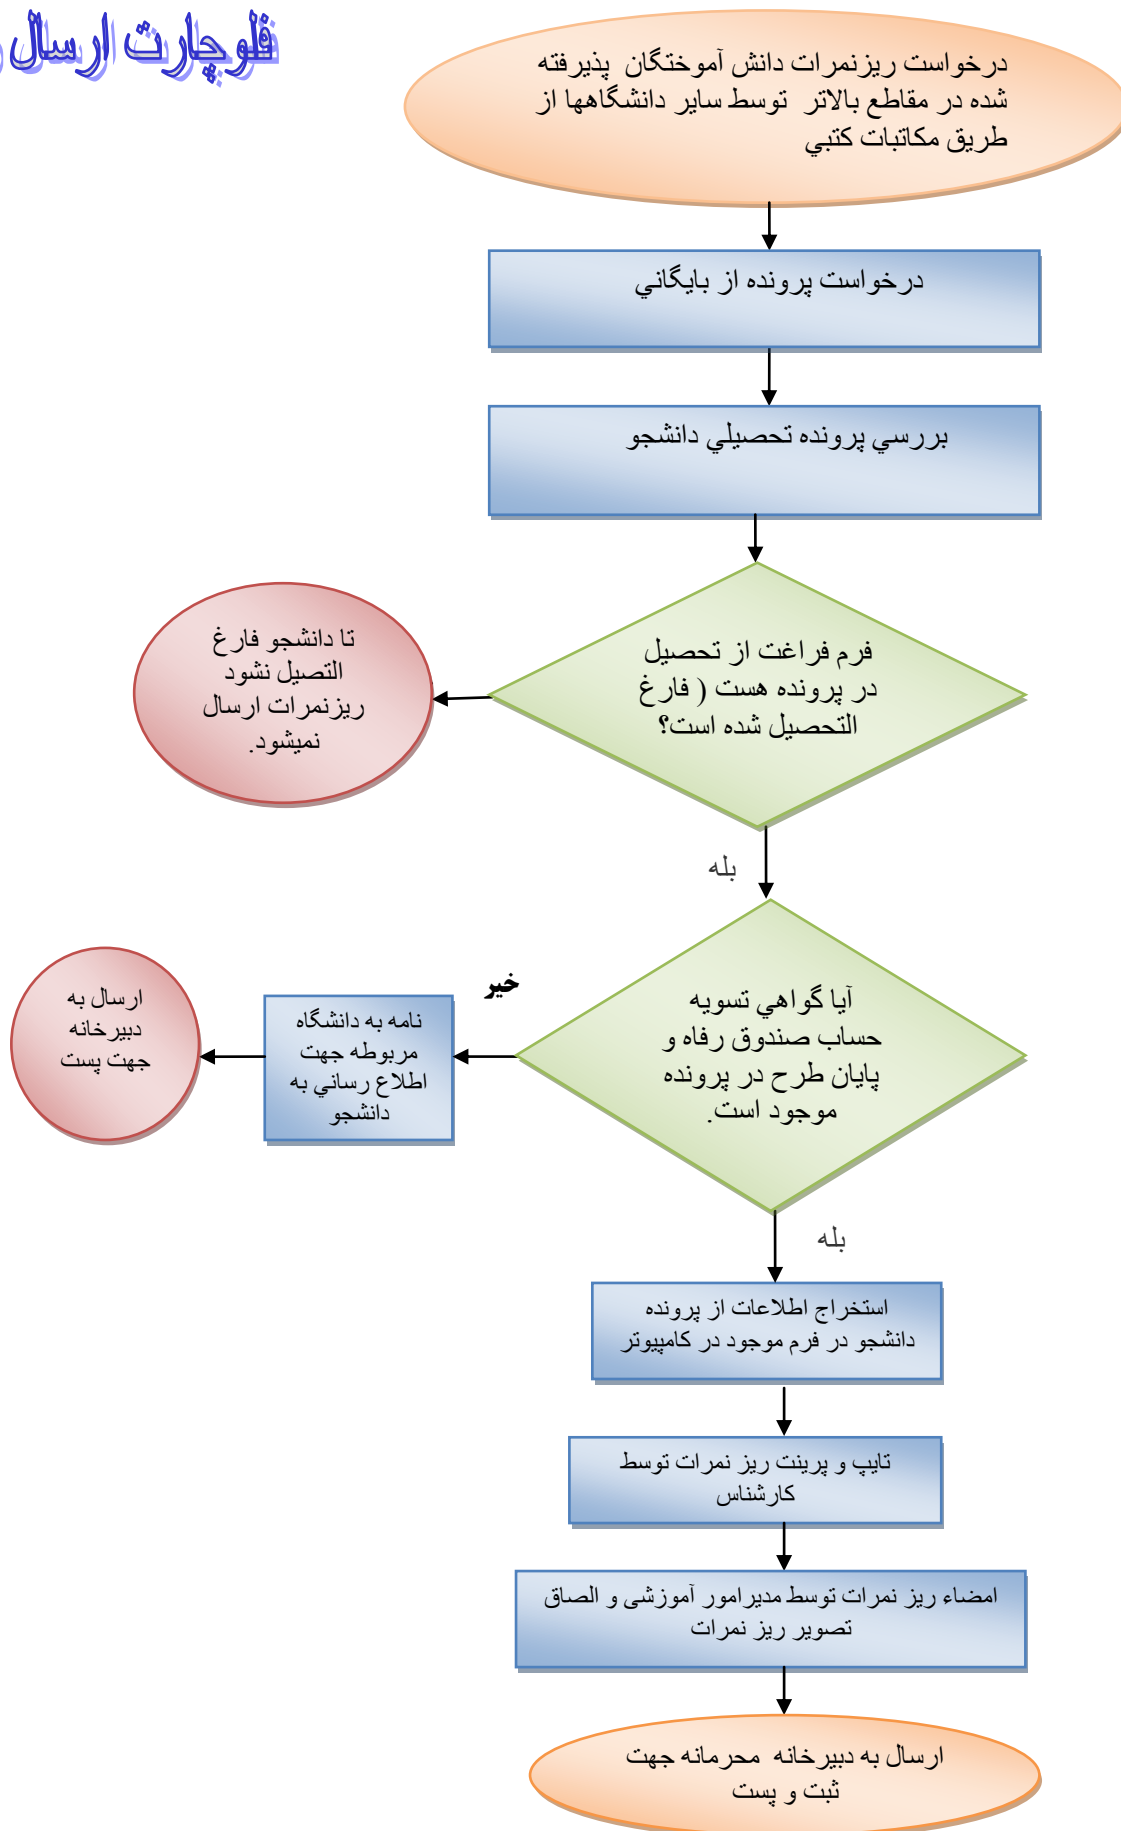 فلوچارت ارسال
درخواست ريزنمرات دانش آموختگان پذيرفته
شده در مقاطع بالاتر توسط ساير دانشگاهها از
طريق مكاتبات كتبي
درخواست پرونده از بايگاني
بررسي پرونده تحصيلي دانشجو
فرم فراغت از تحصيل
در پرونده هست ( فارغ
التحصيل شده است؟
تا دانشجو فارغ
التصيل نشود
ريزنمرات ارسال
نميشود.
بله
آيا گواهي تسويه
حساب صندوق رفاه و
پايان طرح در پرونده
موجود است.
خير
نامه به دانشگاه
مربوطه جهت
اطلاع رساني به
دانشجو
ارسال به
دبيرخانه
جهت پست
بله
استخراج اطلاعات از پرونده
دانشجو در فرم موجود در كامپيوتر
تايپ و پرينت ريز نمرات توسط
كارشناس
امضاء ريز نمرات توسط مديرامور آموزشی و الصاق
تصوير ريز نمرات
ارسال به دبيرخانه محرمانه جهت
ثبت و پست